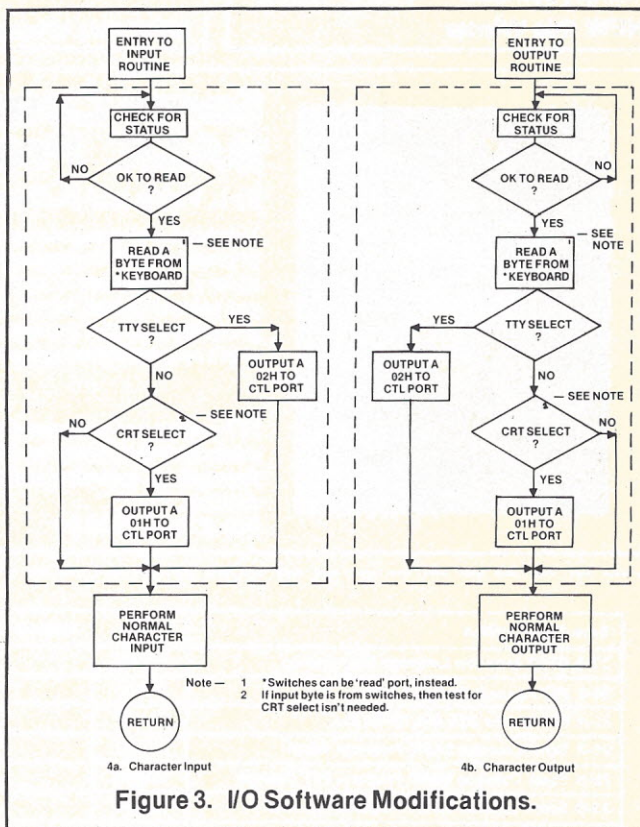 ENTRY TO
INPUT
ROUTINE
CHECK FOR
STATUS
NO
OK TO READ
?
YES
READ A
BYTE FROM
*KEYBOARD
1
— SEE NOTE
TTY SELECT
?
YES
OUTPUT A
02H TO
CTL PORT
NO
2
— SEE NOTE
NO
CRT SELECT
?
YES
OUTPUT A
01H TO
CTL PORT
PERFORM
NORMAL
CHARACTER
INPUT
RETURN
4a. Character Input
ENTRY TO
OUTPUT
ROUTINE
CHECK FOR
STATUS
NO
OK TO READ
?
YES
— SEE
NOTE
1
READ A
BYTE FROM
*KEYBOARD
YES
TTY SELECT
?
OUTPUT A
02H TO
CTL PORT
NO
2
— SEE NOTE
CRT SELECT
?
NO
YES
OUTPUT A
01H TO
CTL PORT
PERFORM
NORMAL
CHARACTER
OUTPUT
RETURN
4b. Character Output
Note — 1 *Switches can be 'read' port, instead.
2 If input byte is from switches, then test for
CRT select isn't needed.
Figure 3. I/O Software Modifications.